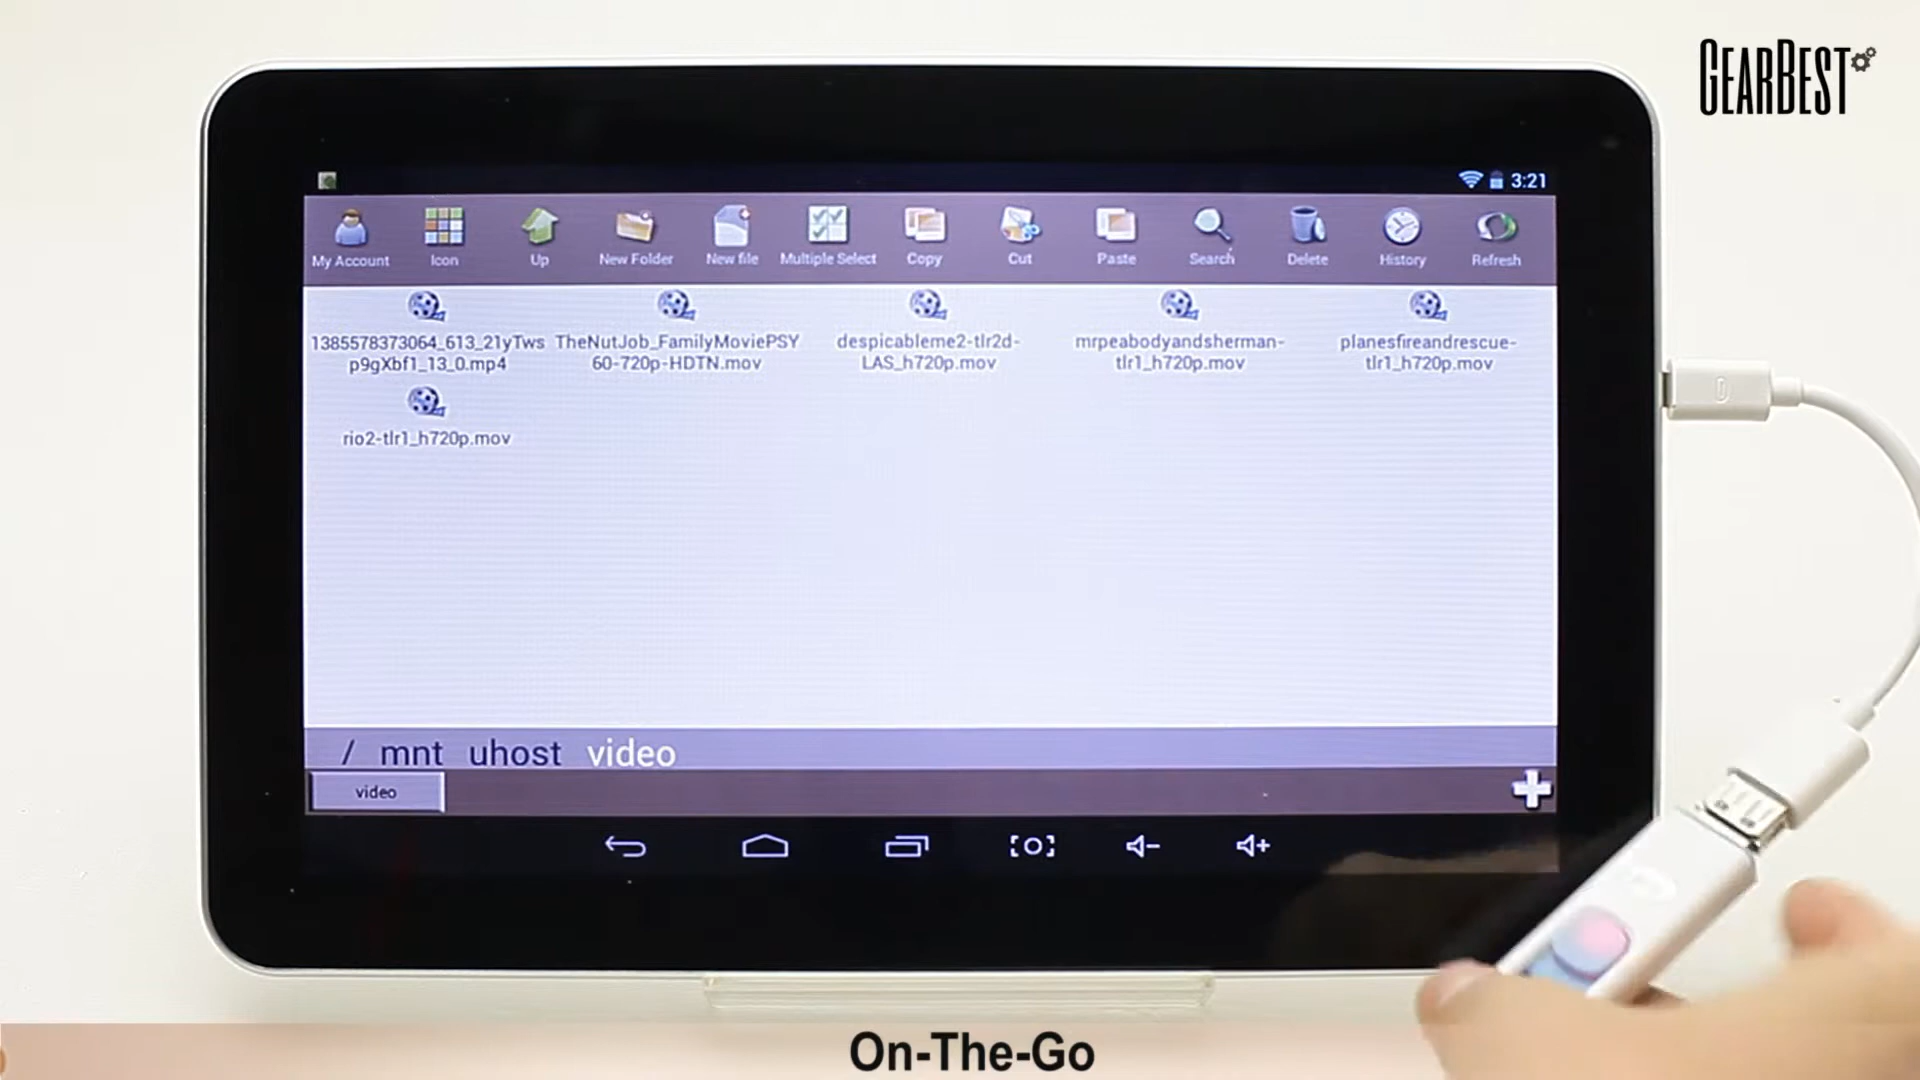 GEARBEST
3:21
My Account Icon Up New Folder New file Multiple Select Copy Cut Paste Search Delete History Refresh
1385578373064_613_21yTws TheNutJob_FamilyMoviePSY despicableme2-tlr2d- mrpeabodyandsherman- planesfireandrescue-
p9gXbf1_13_0.mp4 60-720p-HDTN.mov LAS_h720p.mov tlr1_h720p.mov tlr1_h720p.mov
rio2-tlr1_h720p.mov
/ mnt uhost video
video
On-The-Go